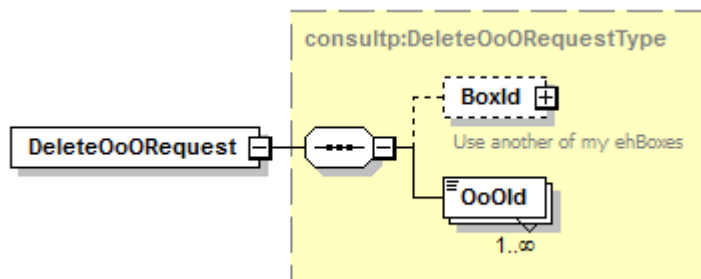 consultp:DeleteOoORequestType
BoxId
DeleteOoORequest
Use another of my ehBoxes
OoOId
1..∞